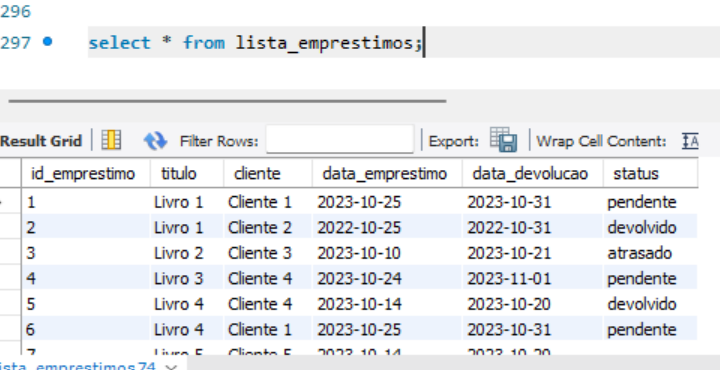 296
297 select * from lista_emprestimos;
Result Grid Filter Rows: Export: Wrap Cell Content:
id_emprestimo titulo cliente data_emprestimo data_devolucao status
1 Livro 1 Cliente 1 2023-10-25 2023-10-31 pendente
2 Livro 1 Cliente 2 2022-10-25 2022-10-31 devolvido
3 Livro 2 Cliente 3 2023-10-10 2023-10-21 atrasado
4 Livro 3 Cliente 4 2023-10-24 2023-11-01 pendente
5 Livro 4 Cliente 4 2023-10-14 2023-10-20 devolvido
6 Livro 4 Cliente 1 2023-10-25 2023-10-31 pendente
7 Livro 5 Cliente 5 2023-10-14 2023-10-20
lista_emprestimos 74